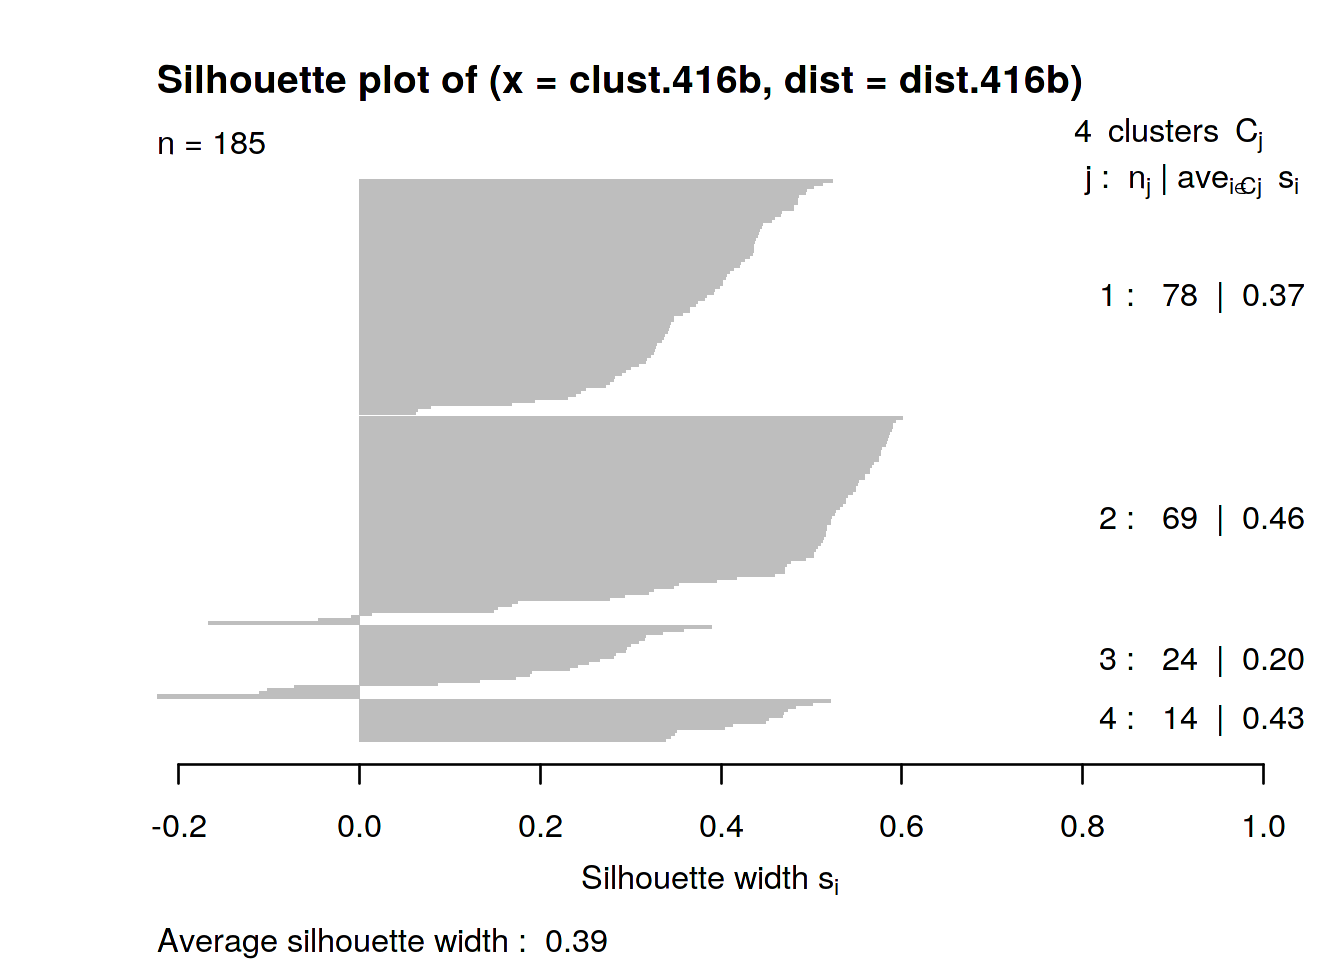 Silhouette plot of (x = clust.416b, dist = dist.416b)
n = 185
4 clusters Cj
j : nj | avei∈Cj si
1 : 78 | 0.37
2 : 69 | 0.46
3 : 24 | 0.20
4 : 14 | 0.43
-0.2 0.0 0.2 0.4 0.6 0.8 1.0
Silhouette width si
Average silhouette width : 0.39